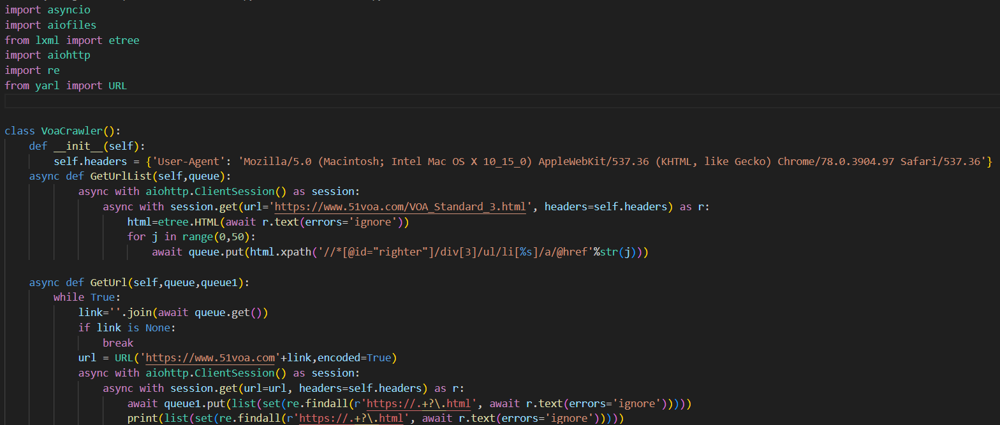 import asyncio
import aiofiles
from lxml import etree
import aiohttp
import re
from yarl import URL
class VoaCrawler():
    def __init__(self):
        self.headers = {'User-Agent': 'Mozilla/5.0 (Macintosh; Intel Mac OS X 10_15_0) AppleWebKit/537.36 (KHTML, like Gecko) Chrome/78.0.3904.97 Safari/537.36'}
    async def GetUrlList(self,queue):
            async with aiohttp.ClientSession() as session:
                async with session.get(url='https://www.51voa.com/VOA_Standard_3.html', headers=self.headers) as r:
                    html=etree.HTML(await r.text(errors='ignore'))
                    for j in range(0,50):
                        await queue.put(html.xpath('//*[@id="righter"]/div[3]/ul/li[%s]/a/@href'%str(j)))
    async def GetUrl(self,queue,queue1):
        while True:
            link=''.join(await queue.get())
            if link is None:
                break
            url = URL('https://www.51voa.com'+link,encoded=True)
            async with aiohttp.ClientSession() as session:
                async with session.get(url=url, headers=self.headers) as r:
                    await queue1.put(list(set(re.findall(r'https://.+?\.html', await r.text(errors='ignore')))))
                    print(list(set(re.findall(r'https://.+?\.html', await r.text(errors='ignore')))))